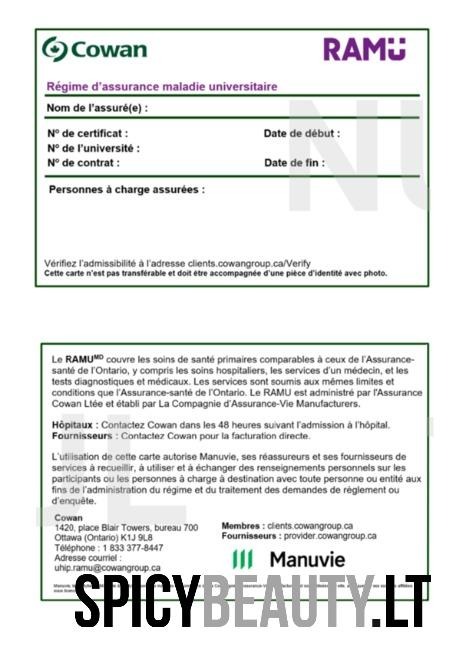 Cowan RAMU
Régime d'assurance maladie universitaire
Nom de l'assuré(e) :
Nº de certificat : Date de début :
Nº de l'université :
Nº de contrat : Date de fin :
Personnes à charge assurées :
Vérifiez l'admissibilité à l'adresse clients.cowangroup.ca/Verify
Cette carte n'est pas transférable et doit être accompagnée d'une pièce d'identité avec photo.
Le RAMUᴹᴰ couvre les soins de santé primaires comparables à ceux de l'Assurance-
santé de l'Ontario, y compris les soins hospitaliers, les services d'un médecin, et les
tests diagnostiques et médicaux. Les services sont soumis aux mêmes limites et
conditions que l'Assurance-santé de l'Ontario. Le RAMU est administré par l'Assurance
Cowan Ltée et établi par La Compagnie d'Assurance-Vie Manufacturers.
Hôpitaux : Contactez Cowan dans les 48 heures suivant l'admission à l'hôpital.
Fournisseurs : Contactez Cowan pour la facturation directe.
L'utilisation de cette carte autorise Manuvie, ses réassureurs et ses fournisseurs de
services à recueillir, à utiliser et à échanger des renseignements personnels sur les
participants ou les personnes à charge à destination avec toute personne ou entité aux
fins de l'administration du régime et du traitement des demandes de règlement ou
d'enquête.
Cowan
1420, place Blair Towers, bureau 700
Ottawa (Ontario) K1J 9L8
Téléphone : 1 833 377-8447
Adresse courriel :
uhip.ramu@cowangroup.ca
Membres : clients.cowangroup.ca
Fournisseurs : provider.cowangroup.ca
Manuvie
SPICYBEAUTY.LT